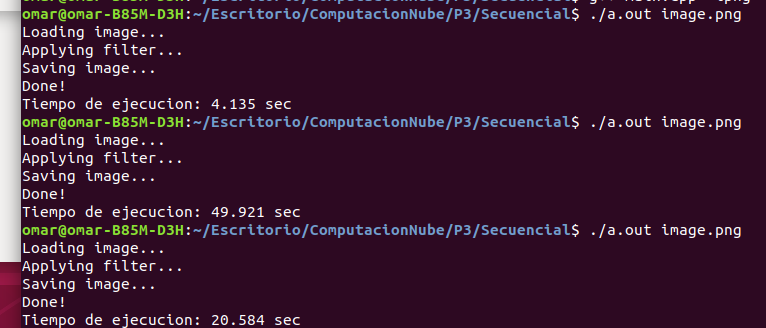 omar@omar-B85M-D3H:~/Escritorio/ComputacionNube/P3/Secuencial$ ./a.out image.png
Loading image...
Applying filter...
Saving image...
Done!
Tiempo de ejecucion: 4.135 sec
omar@omar-B85M-D3H:~/Escritorio/ComputacionNube/P3/Secuencial$ ./a.out image.png
Loading image...
Applying filter...
Saving image...
Done!
Tiempo de ejecucion: 49.921 sec
omar@omar-B85M-D3H:~/Escritorio/ComputacionNube/P3/Secuencial$ ./a.out image.png
Loading image...
Applying filter...
Saving image...
Done!
Tiempo de ejecucion: 20.584 sec